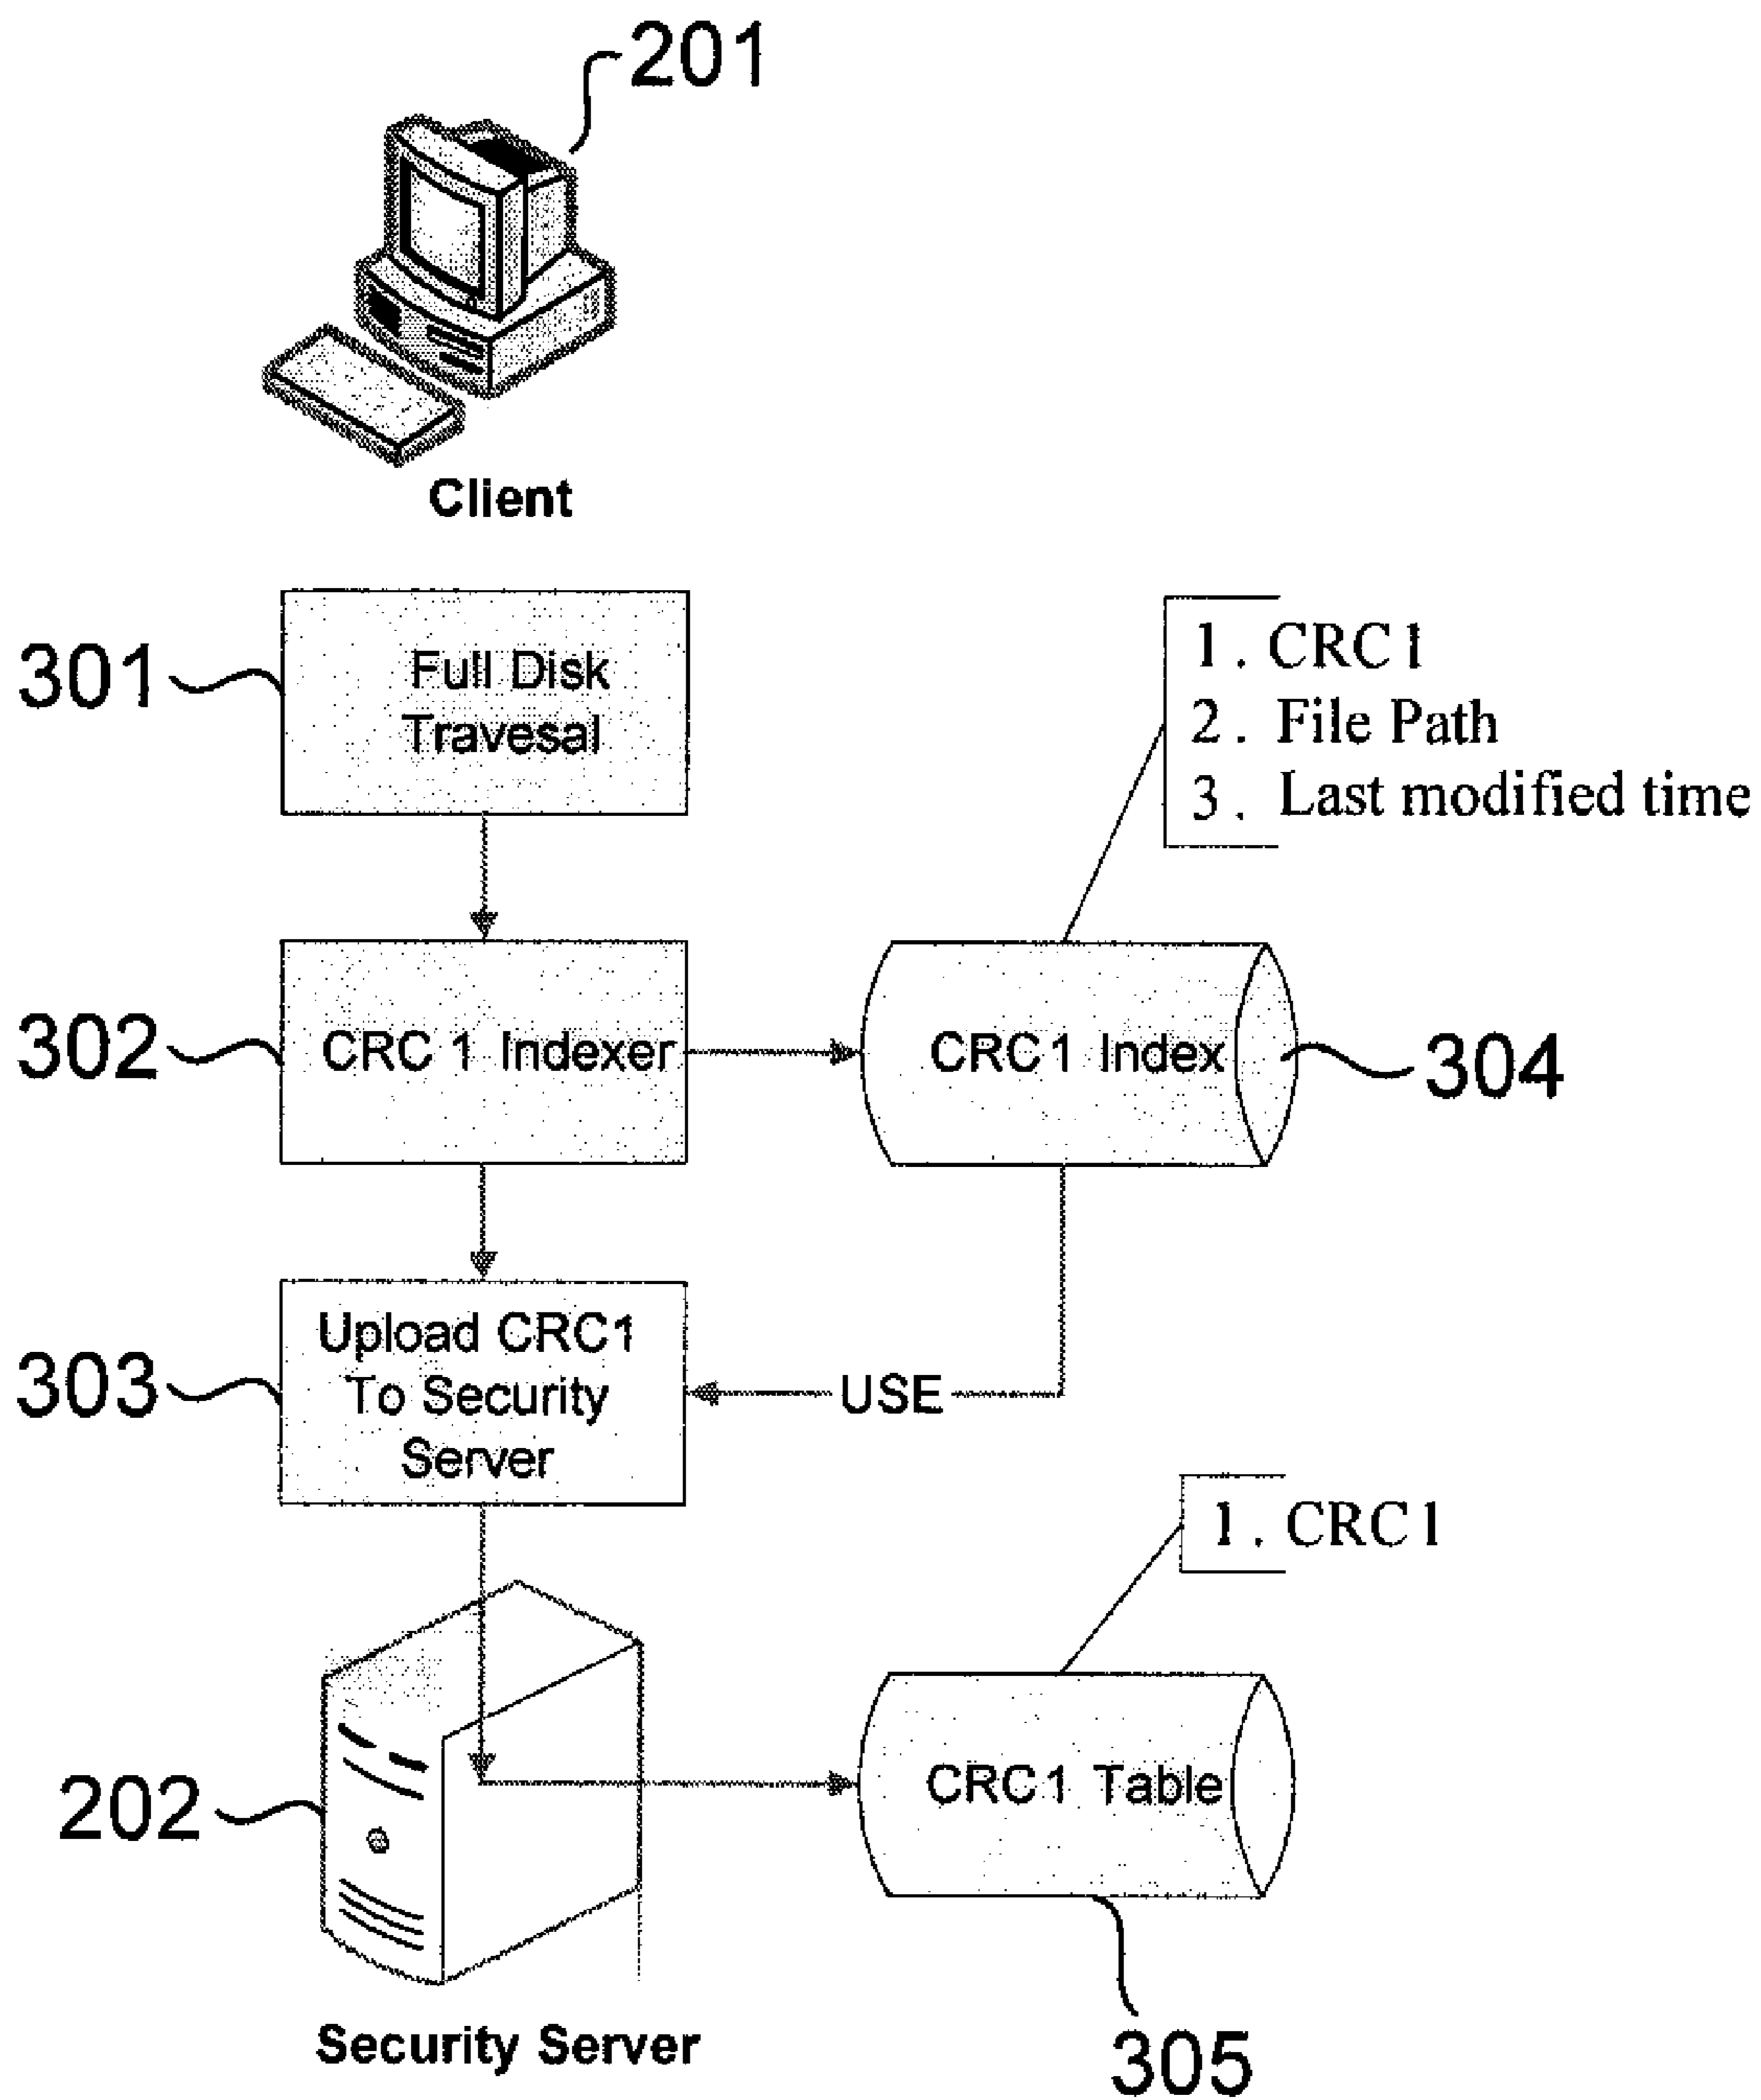 201
Client
301
Full Disk
Travesal
1. CRC1
2. File Path
3. Last modified time
302
CRC 1 Indexer
CRC1 Index
304
303
Upload CRC1
To Security
Server
USE
1. CRC1
202
CRC1 Table
Security Server
305